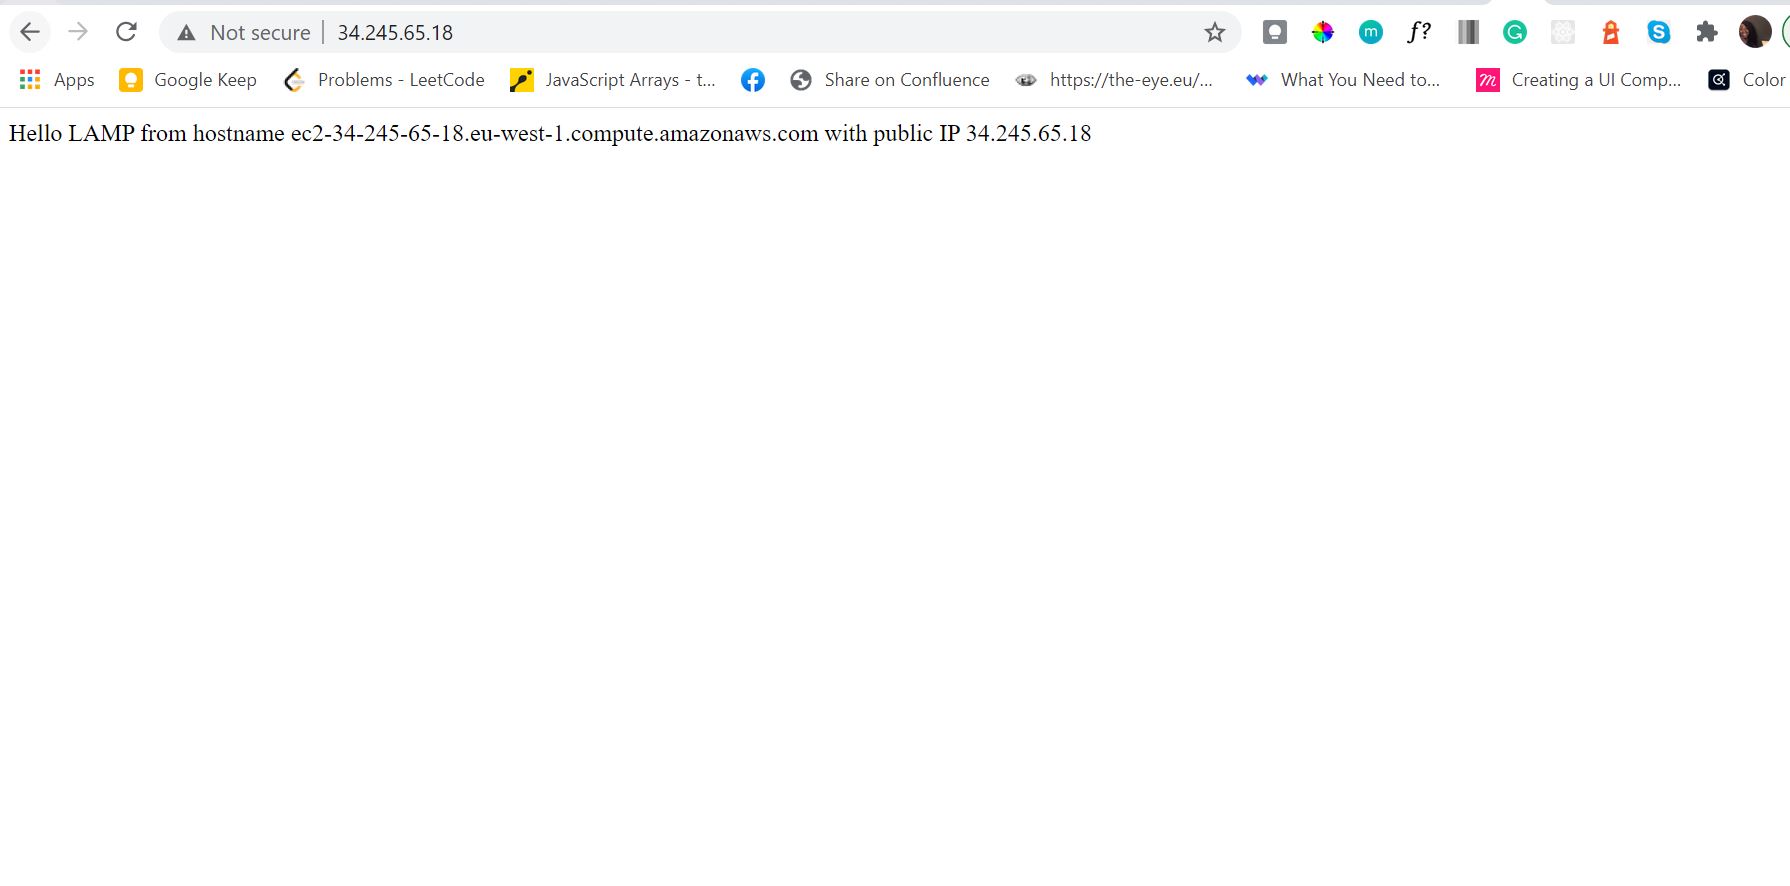 Not secure | 34.245.65.18
f?
m
G
S
Apps Google Keep Problems - LeetCode JavaScript Arrays - t... Share on Confluence https://the-eye.eu/... What You Need to... m Creating a UI Comp... Color
Hello LAMP from hostname ec2-34-245-65-18.eu-west-1.compute.amazonaws.com with public IP 34.245.65.18